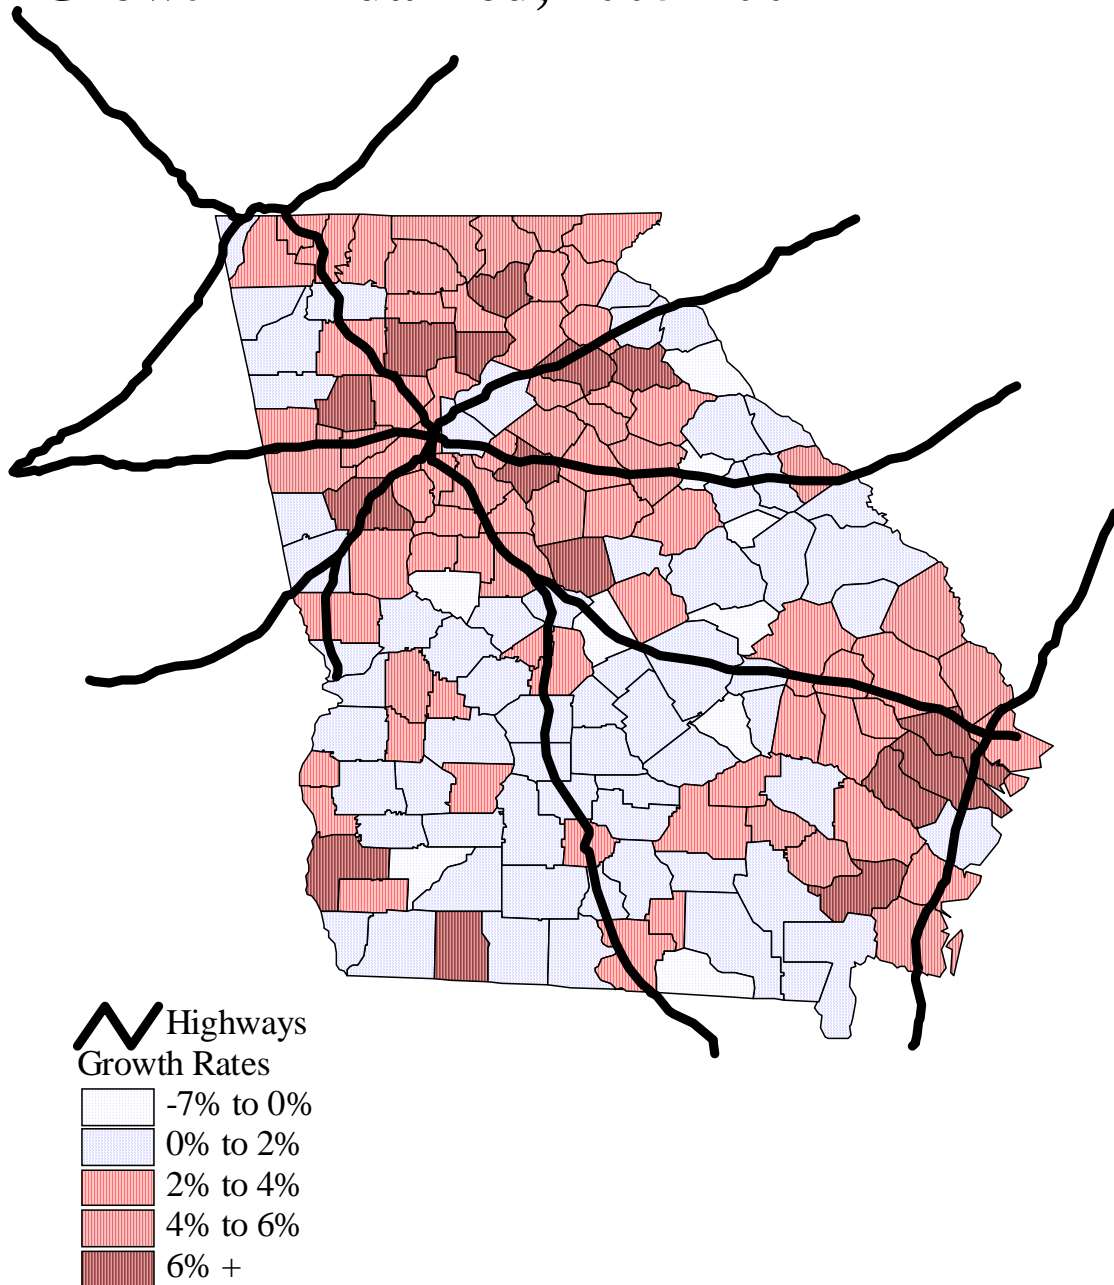 Highways
Growth Rates
-7% to 0%
0% to 2%
2% to 4%
4% to 6%
6% +